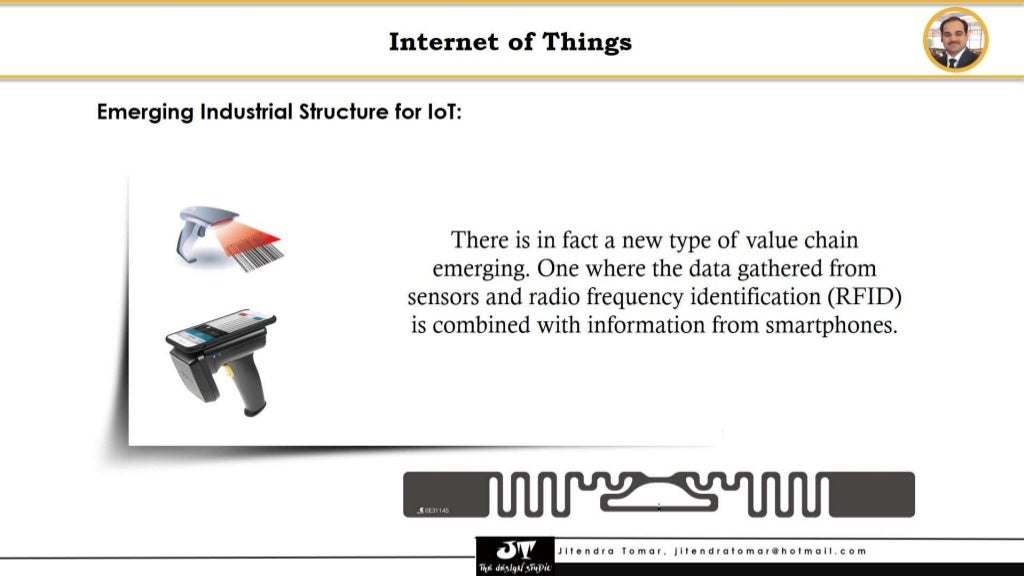 Internet of Things
Emerging Industrial Structure for IoT:
There is in fact a new type of value chain
emerging. One where the data gathered from
sensors and radio frequency identification (RFID)
is combined with information from smartphones.
CE31145
JT
The design studio
Jitendra Tomar, jitendratomar@hotmail.com